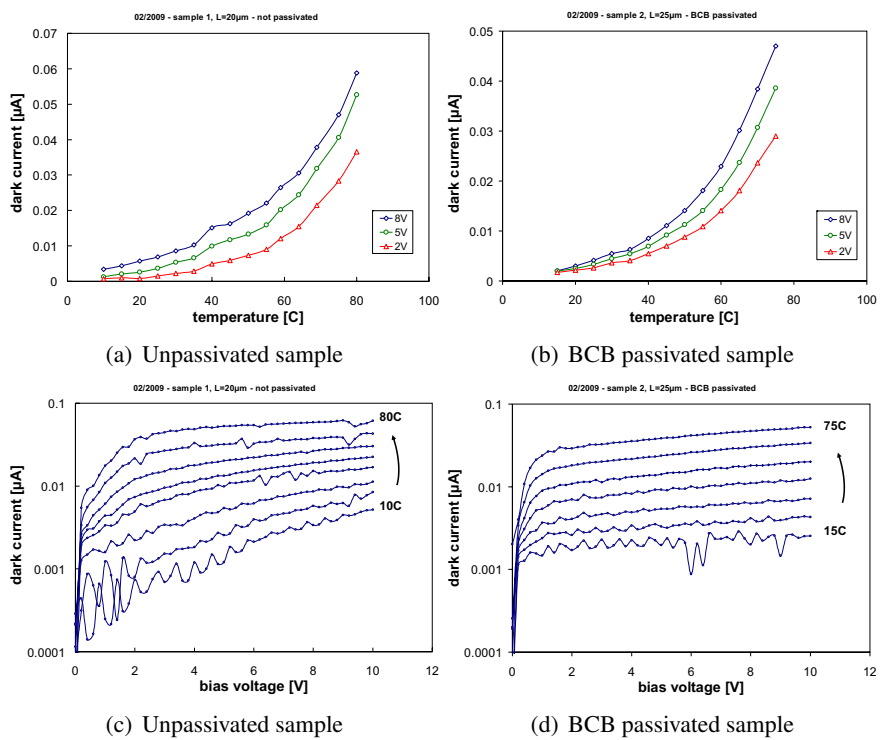 02/2009 - sample 1, L=20µm - not passivated
dark current [µA]
0.07
0.06
0.05
0.04
0.03
0.02
0.01
0
0 20 40 60 80 100
temperature [C]
8V
5V
2V
(a) Unpassivated sample
02/2009 - sample 2, L=25µm - BCB passivated
dark current [µA]
0.05
0.04
0.03
0.02
0.01
0
0 20 40 60 80 100
temperature [C]
8V
5V
2V
(b) BCB passivated sample
02/2009 - sample 1, L=20µm - not passivated
dark current [µA]
0.1
0.01
0.001
0.0001
80C
10C
0 2 4 6 8 10 12
bias voltage [V]
(c) Unpassivated sample
02/2009 - sample 2, L=25µm - BCB passivated
dark current [µA]
0.1
0.01
0.001
0.0001
75C
15C
0 2 4 6 8 10 12
bias voltage [V]
(d) BCB passivated sample